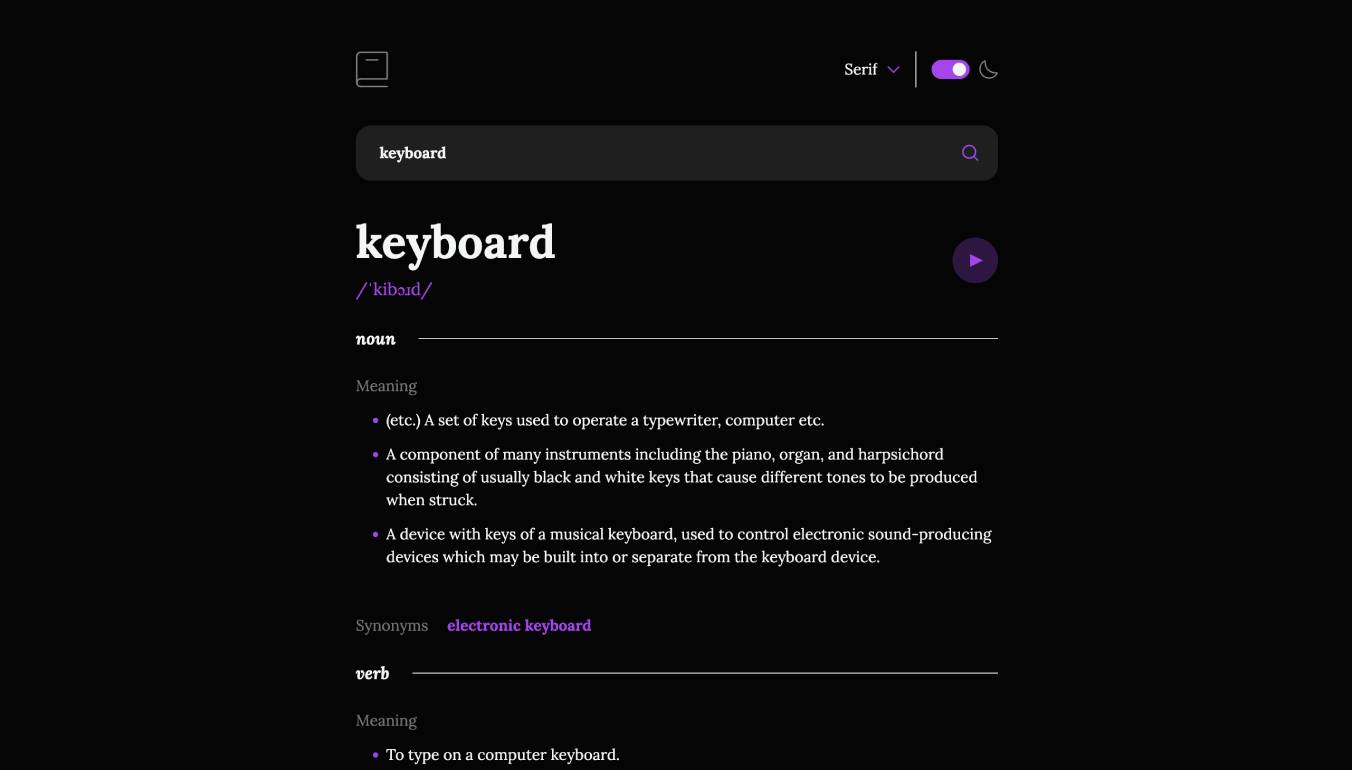 Serif
keyboard
keyboard
/ˈkibɔɹd/
noun
Meaning
(etc.) A set of keys used to operate a typewriter, computer etc.
A component of many instruments including the piano, organ, and harpsichord
consisting of usually black and white keys that cause different tones to be produced
when struck.
A device with keys of a musical keyboard, used to control electronic sound-producing
devices which may be built into or separate from the keyboard device.
Synonyms electronic keyboard
verb
Meaning
To type on a computer keyboard.